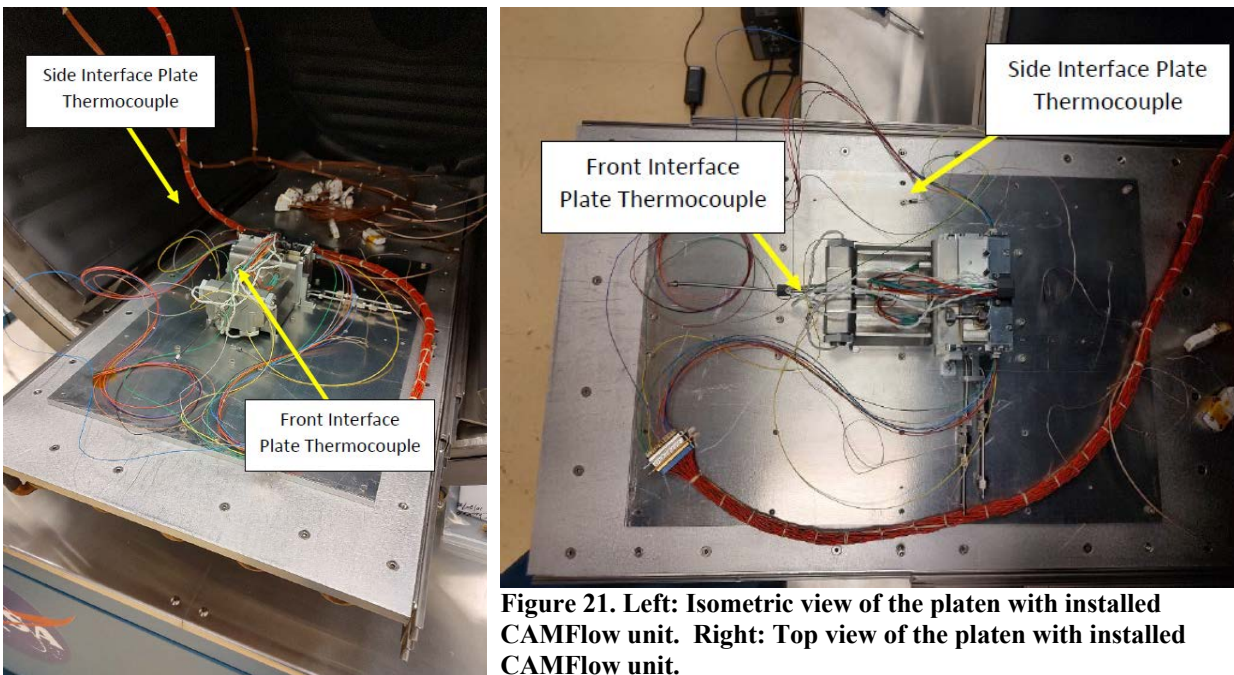 Side Interface Plate
Thermocouple
Front Interface
Plate Thermocouple
Side Interface Plate
Thermocouple
Front Interface
Plate Thermocouple
Figure 21. Left: Isometric view of the platen with installed
CAMFlow unit.  Right: Top view of the platen with installed
CAMFlow unit.